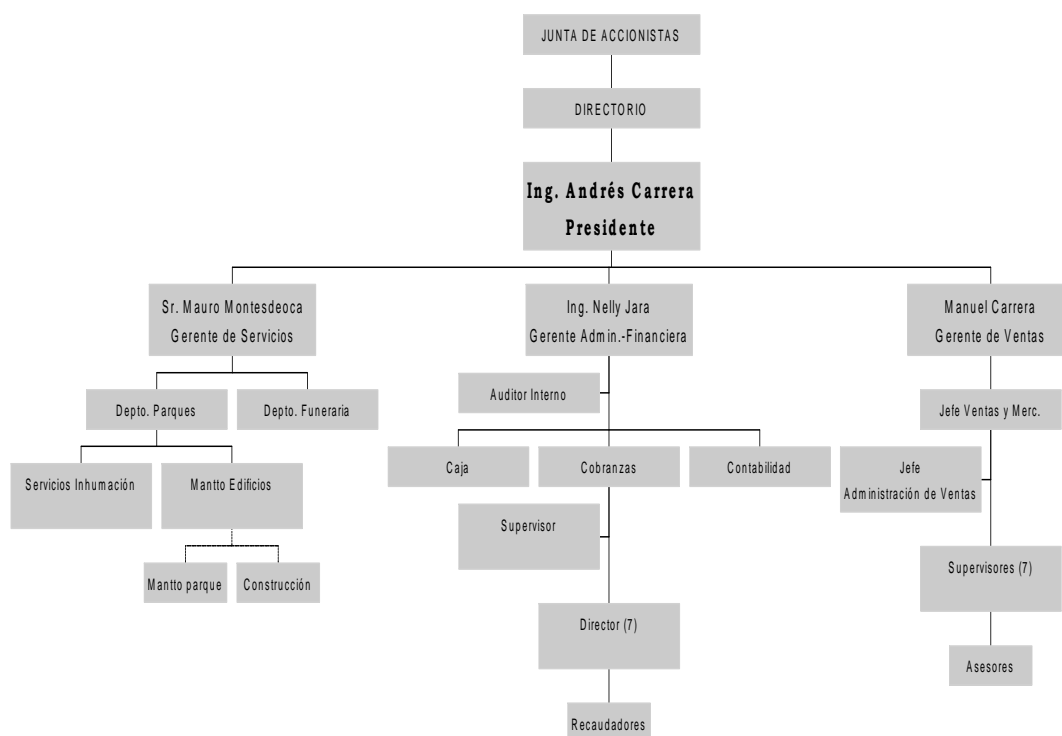 JUNTA DE ACCIONISTAS
DIRECTORIO
Ing. Andrés Carrera
Presidente
Sr. Mauro Montesdeoca
Gerente de Servicios
Ing. Nelly Jara
Gerente Admin.-Financiera
Manuel Carrera
Gerente de Ventas
Auditor Interno
Depto. Parques
Depto. Funeraria
Jefe Ventas y Merc.
Servicios Inhumación
Mantto Edificios
Caja
Cobranzas
Contabilidad
Jefe
Administración de Ventas
Supervisor
Mantto parque
Construcción
Supervisores (7)
Director (7)
Asesores
Recaudadores